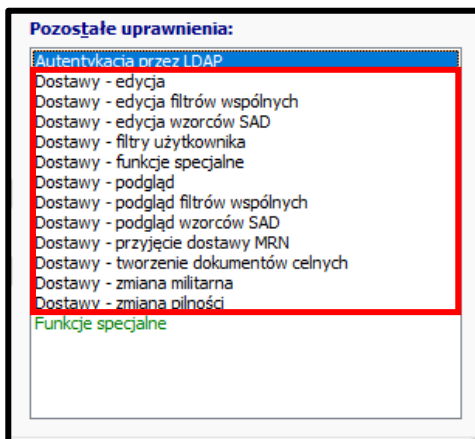 Pozostałe uprawnienia:
Autentykacja przez LDAP
Dostawy - edycja
Dostawy - edycja filtrów wspólnych
Dostawy - edycja wzorców SAD
Dostawy - filtry użytkownika
Dostawy - funkcje specjalne
Dostawy - podgląd
Dostawy - podgląd filtrów wspólnych
Dostawy - podgląd wzorców SAD
Dostawy - przyjęcie dostawy MRN
Dostawy - tworzenie dokumentów celnych
Dostawy - zmiana militarna
Dostawy - zmiana pilności
Funkcje specjalne